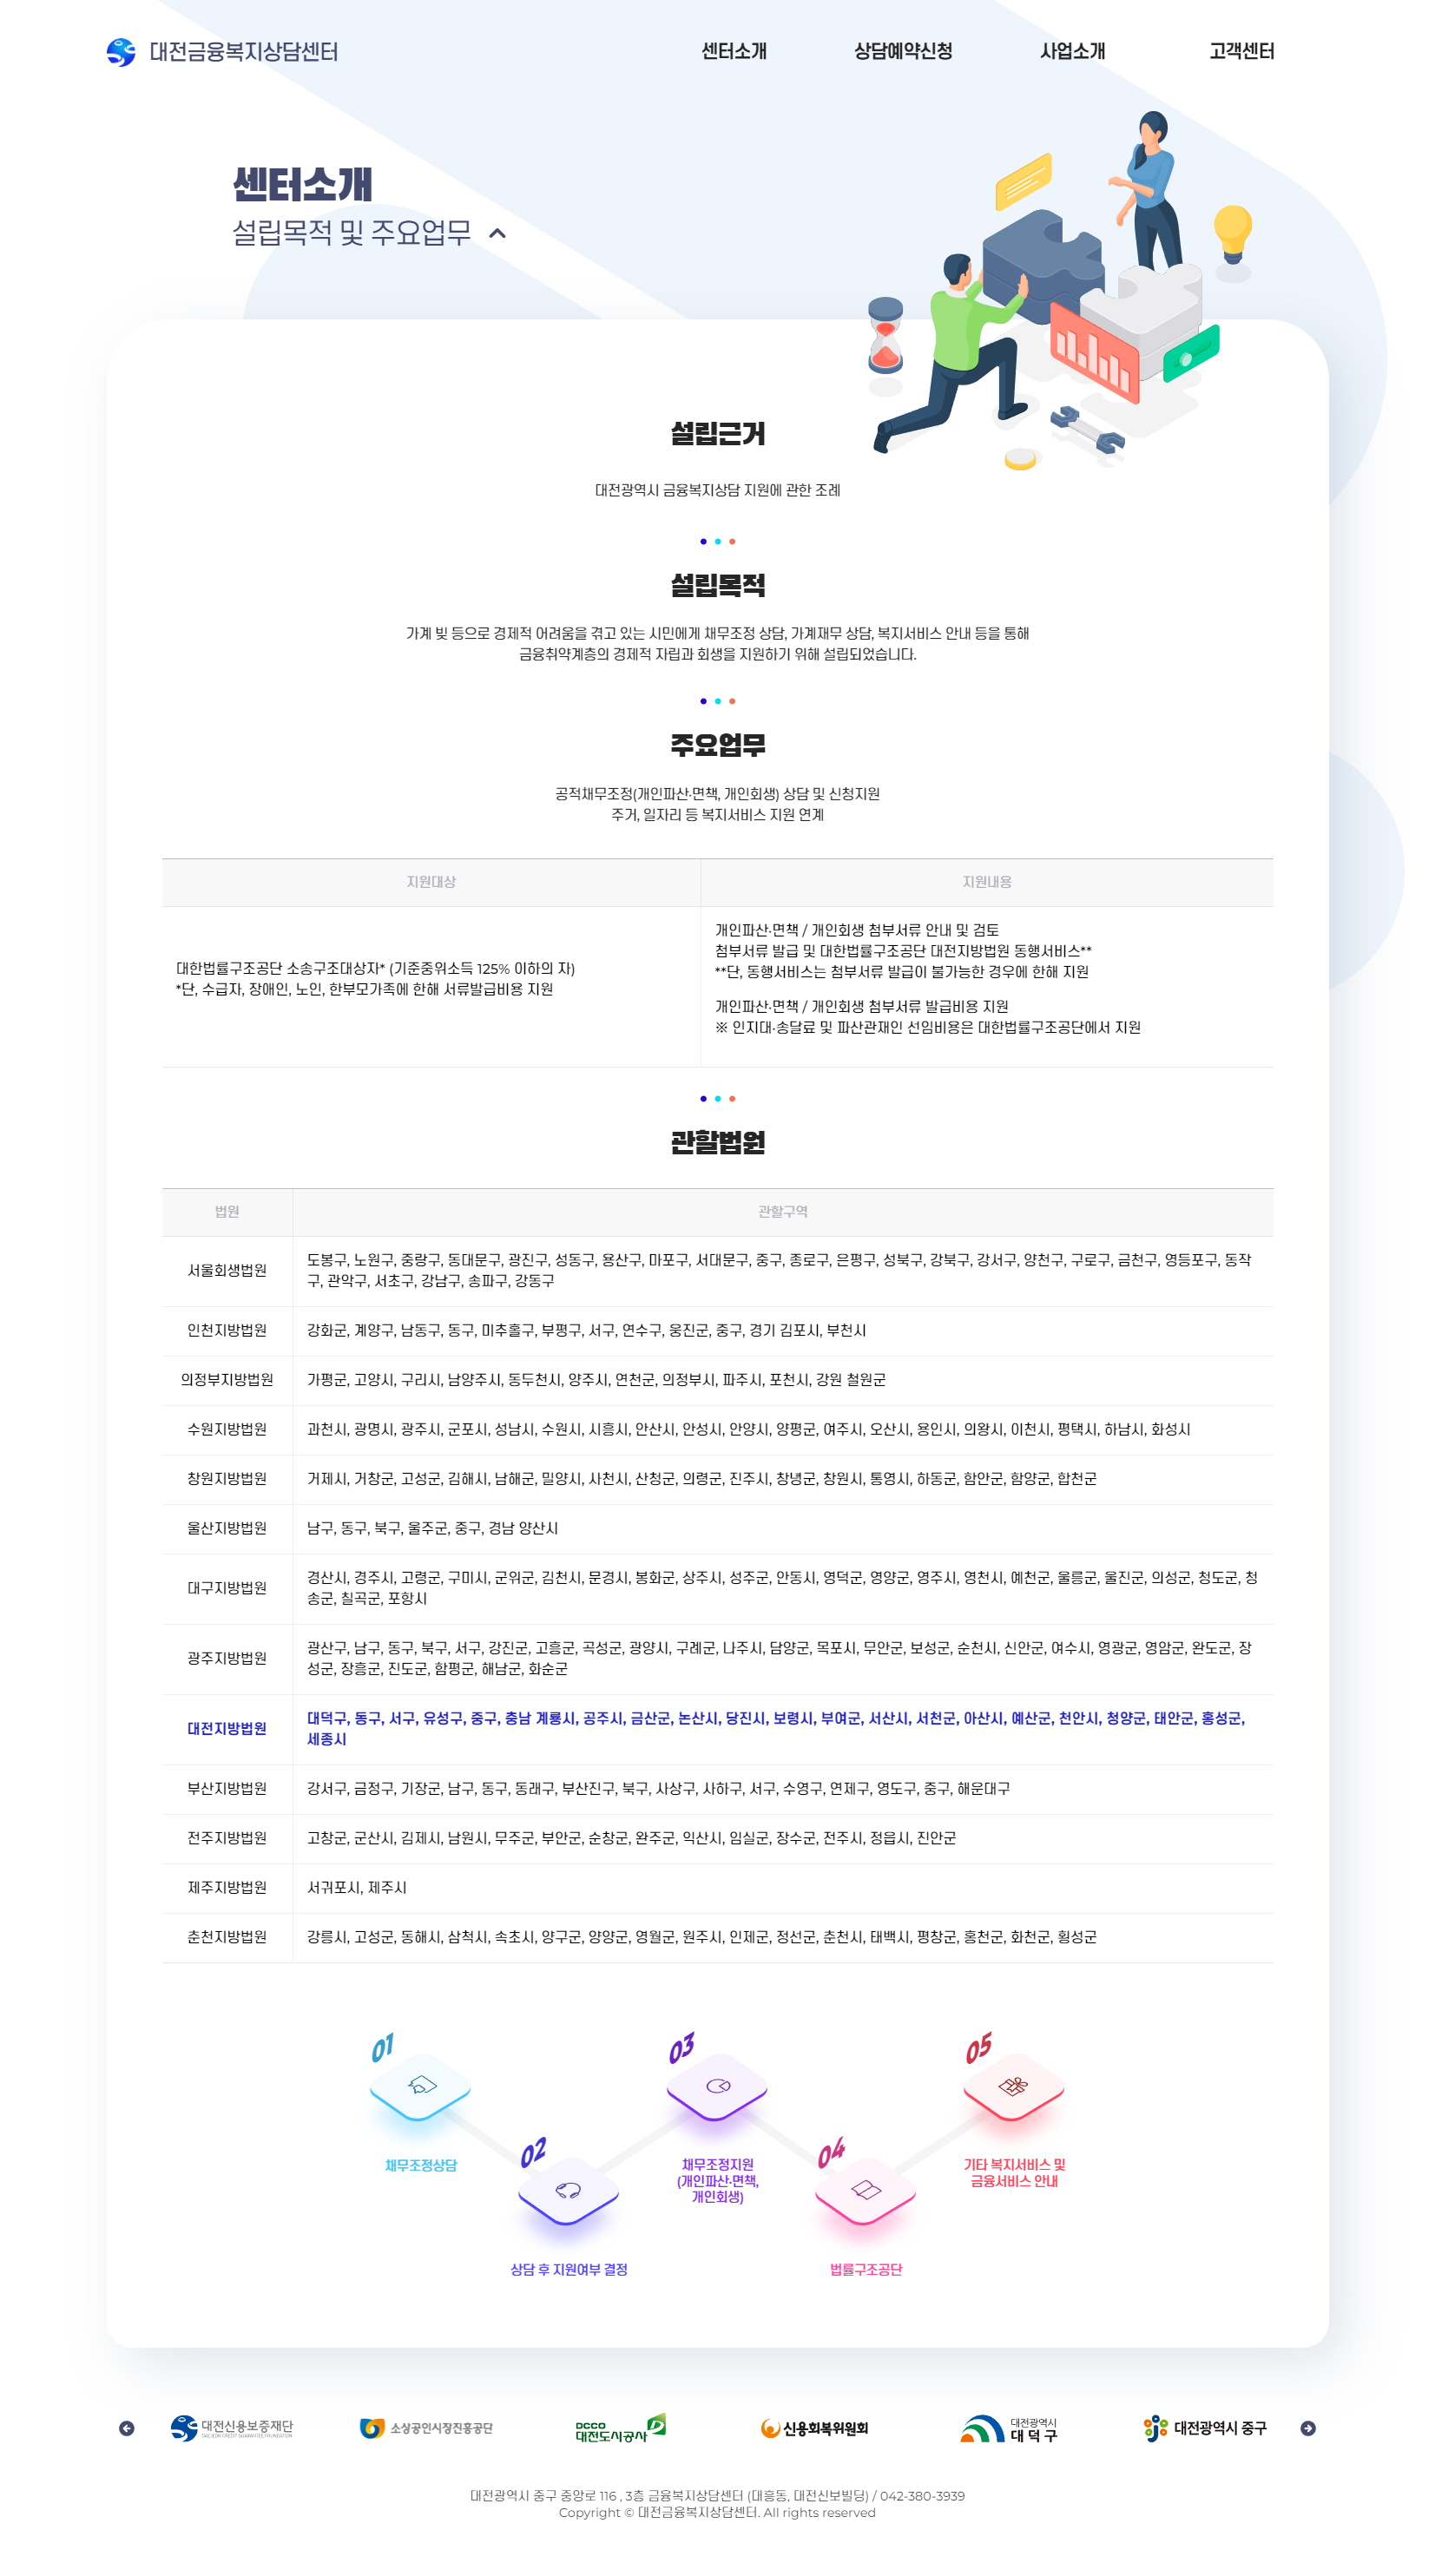 대전금융복지상담센터
센터소개 상담예약신청 사업소개 고객센터
센터소개
설립목적 및 주요업무
설립근거
대전광역시 금융복지상담 지원에 관한 조례
설립목적
가계 빚 등으로 경제적 어려움을 겪고 있는 시민에게 채무조정 상담, 가계재무 상담, 복지서비스 안내 등을 통해
금융취약계층의 경제적 자립과 회생을 지원하기 위해 설립되었습니다.
주요업무
공적채무조정(개인파산·면책, 개인회생) 상담 및 신청지원
주거, 일자리 등 복지서비스 지원 연계
지원대상 지원내용
대한법률구조공단 소송구조대상자* (기준중위소득 125% 이하의 자)
*단, 수급자, 장애인, 노인, 한부모가족에 한해 서류발급비용 지원
개인파산·면책 / 개인회생 첨부서류 안내 및 검토
첨부서류 발급 및 대한법률구조공단 대전지방법원 동행서비스**
**단, 동행서비스는 첨부서류 발급이 불가능한 경우에 한해 지원
개인파산·면책 / 개인회생 첨부서류 발급비용 지원
※ 인지대·송달료 및 파산관재인 선임비용은 대한법률구조공단에서 지원
관할법원
법원 관할구역
서울회생법원
도봉구, 노원구, 중랑구, 동대문구, 광진구, 성동구, 용산구, 마포구, 서대문구, 중구, 종로구, 은평구, 성북구, 강북구, 강서구, 양천구, 구로구, 금천구, 영등포구, 동작
구, 관악구, 서초구, 강남구, 송파구, 강동구
인천지방법원 강화군, 계양구, 남동구, 동구, 미추홀구, 부평구, 서구, 연수구, 웅진군, 중구, 경기 김포시, 부천시
의정부지방법원 가평군, 고양시, 구리시, 남양주시, 동두천시, 양주시, 연천군, 의정부시, 파주시, 포천시, 강원 철원군
수원지방법원 과천시, 광명시, 광주시, 군포시, 성남시, 수원시, 시흥시, 안산시, 안성시, 안양시, 양평군, 여주시, 오산시, 용인시, 의왕시, 이천시, 평택시, 하남시, 화성시
창원지방법원 거제시, 거창군, 고성군, 김해시, 남해군, 밀양시, 사천시, 산청군, 의령군, 진주시, 창녕군, 창원시, 통영시, 하동군, 함안군, 함양군, 합천군
울산지방법원 남구, 동구, 북구, 울주군, 중구, 경남 양산시
대구지방법원
경산시, 경주시, 고령군, 구미시, 군위군, 김천시, 문경시, 봉화군, 상주시, 성주군, 안동시, 영덕군, 영양군, 영주시, 영천시, 예천군, 울릉군, 울진군, 의성군, 청도군, 청
송군, 칠곡군, 포항시
광주지방법원
광산구, 남구, 동구, 북구, 서구, 강진군, 고흥군, 곡성군, 광양시, 구례군, 나주시, 담양군, 목포시, 무안군, 보성군, 순천시, 신안군, 여수시, 영광군, 영암군, 완도군, 장
성군, 장흥군, 진도군, 함평군, 해남군, 화순군
대전지방법원
대덕구, 동구, 서구, 유성구, 중구, 충남 계룡시, 공주시, 금산군, 논산시, 당진시, 보령시, 부여군, 서산시, 서천군, 아산시, 예산군, 천안시, 청양군, 태안군, 홍성군,
세종시
부산지방법원 강서구, 금정구, 기장군, 남구, 동구, 동래구, 부산진구, 북구, 사상구, 사하구, 서구, 수영구, 연제구, 영도구, 중구, 해운대구
전주지방법원 고창군, 군산시, 김제시, 남원시, 무주군, 부안군, 순창군, 완주군, 익산시, 임실군, 장수군, 전주시, 정읍시, 진안군
제주지방법원 서귀포시, 제주시
춘천지방법원 강릉시, 고성군, 동해시, 삼척시, 속초시, 양구군, 양양군, 영월군, 원주시, 인제군, 정선군, 춘천시, 태백시, 평창군, 홍천군, 화천군, 횡성군
01
채무조정상담
02
상담 후 지원여부 결정
03
채무조정지원
(개인파산·면책,
개인회생)
04
법률구조공단
05
기타 복지서비스 및
금융서비스 안내
대전신용보증재단
소상공인시장진흥공단
DCCO
대전도시공사
신용회복위원회
대전광역시
대덕구
대전광역시 중구
대전광역시 중구 중앙로 116 , 3층 금융복지상담센터 (대흥동, 대전신보빌딩) / 042-380-3939
Copyright © 대전금융복지상담센터. All rights reserved